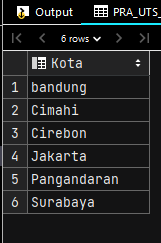 Output
PRA_UTS_
6 rows
Kota
1 bandung
2 Cimahi
3 Cirebon
4 Jakarta
5 Pangandaran
6 Surabaya